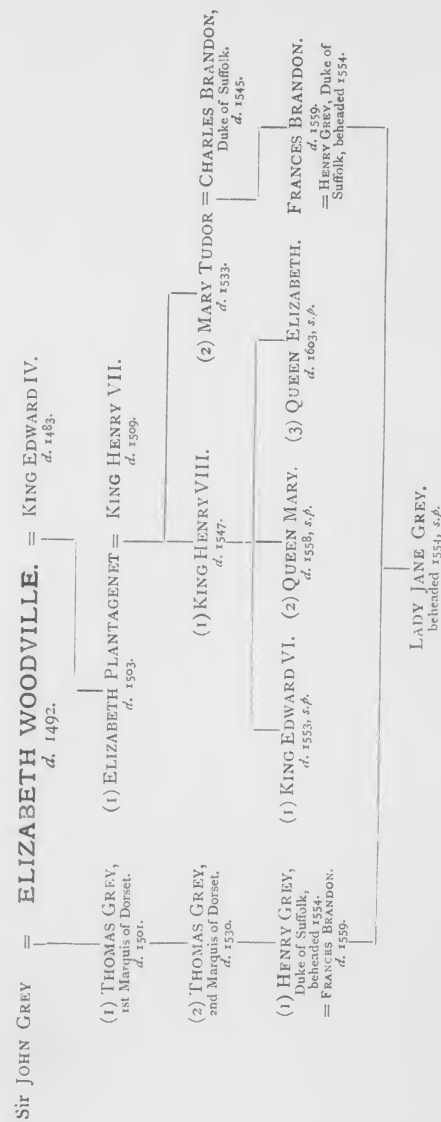 Sir JOHN GREY = ELIZABETH WOODVILLE. = KING EDWARD IV.
d. 1492.
d. 1483.
(1) THOMAS GREY,
1st Marquis of Dorset.
d. 1501.
(1) ELIZABETH PLANTAGENET = KING HENRY VII.
d. 1503.
d. 1509.
(2) THOMAS GREY,
2nd Marquis of Dorset.
d. 1530.
(1) KING HENRY VIII.
d. 1547.
(2) MARY TUDOR = CHARLES BRANDON,
d. 1533.
Duke of Suffolk.
d. 1545.
(1) HENRY GREY,
Duke of Suffolk,
beheaded 1554.
= FRANCES BRANDON.
d. 1559.
(1) KING EDWARD VI.
d. 1553, s.p.
(2) QUEEN MARY.
d. 1558, s.p.
(3) QUEEN ELIZABETH.
d. 1603, s.p.
FRANCES BRANDON.
d. 1559.
= HENRY GREY, Duke of
Suffolk, beheaded 1554.
LADY JANE GREY.
beheaded 1554, s.p.